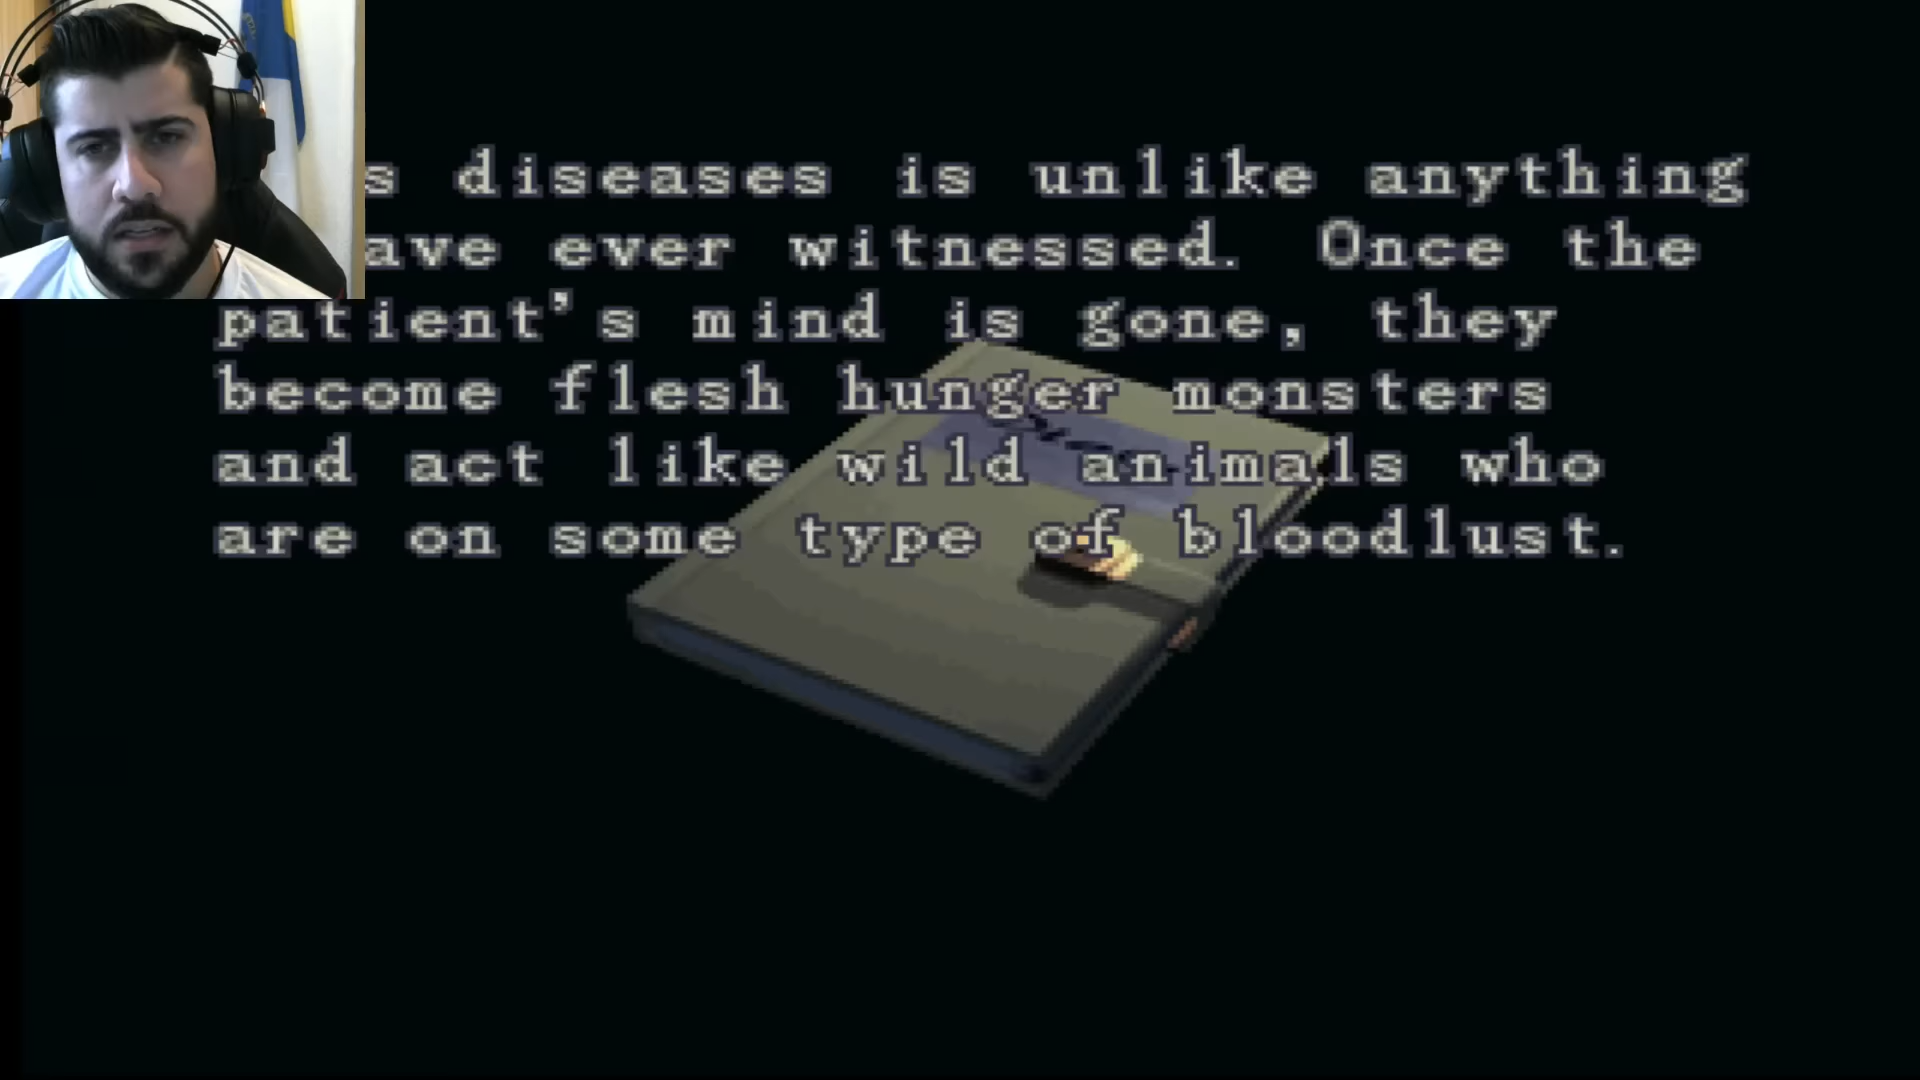 diseases is unlike anything
ever witnessed. Once the
patient's mind is gone, they
become flesh hunger monsters
and act like wild animals who
are on some type of bloodlust.